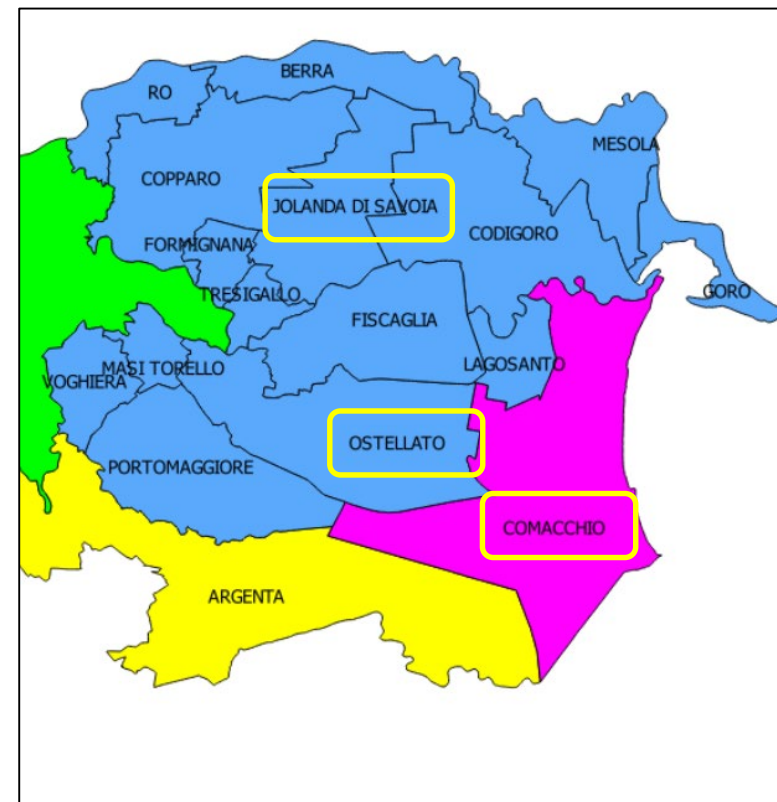 BERRA
RO
MESOLA
COPPARO
JOLANDA DI SAVOIA
CODIGORO
FORMIGNANA
TRESIGALLO
GORO
FISCAGLIA
MASI TORELLO
LAGOSANTO
VOGHIERA
OSTELLATO
PORTOMAGGIORE
COMACCHIO
ARGENTA